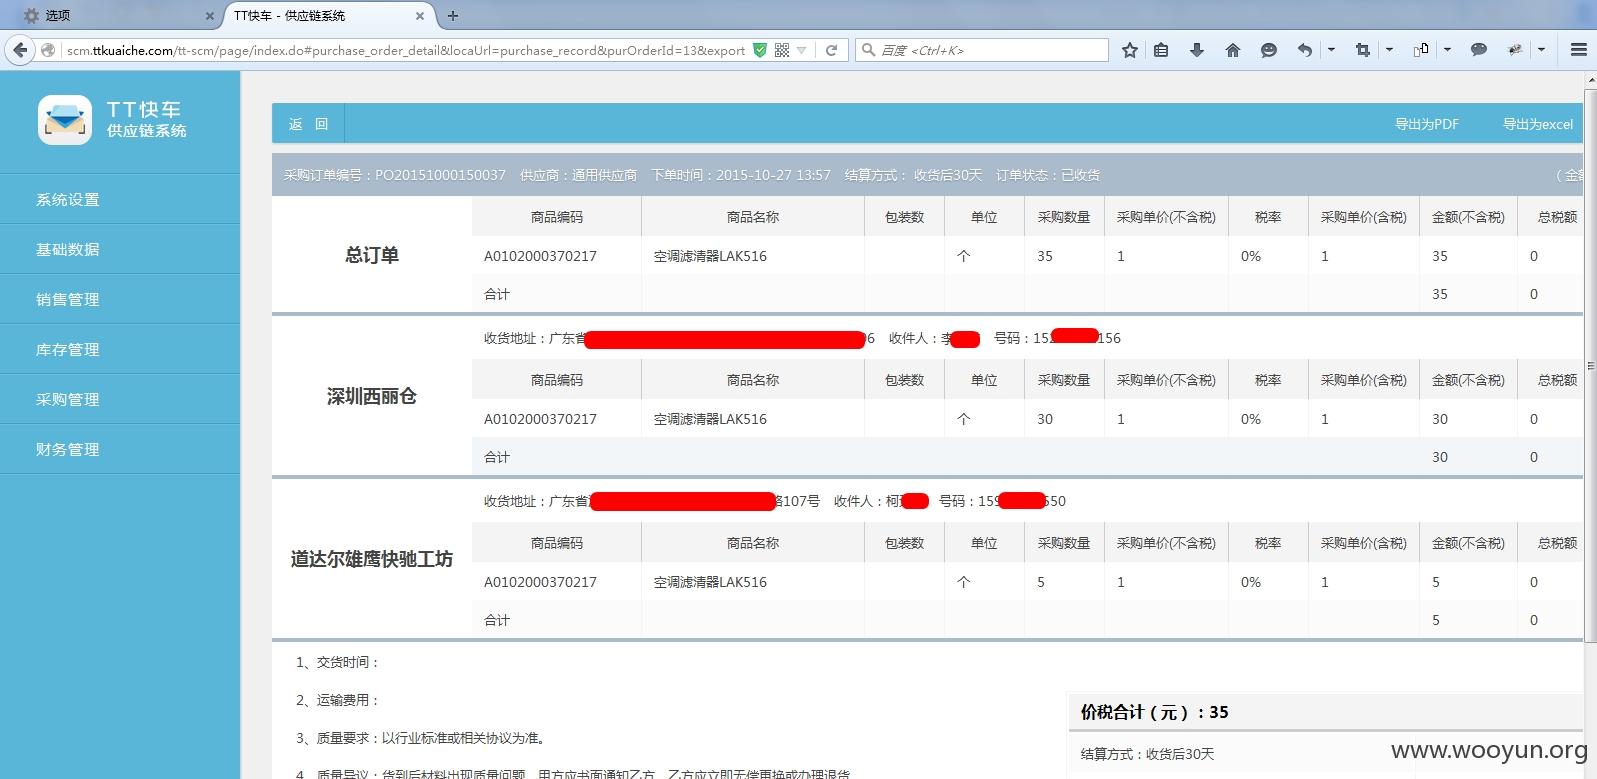 选项
TT快车 - 供应链系统
scm.ttkuaiche.com/tt-scm/page/index.do#purchase_order_detail&locaUrl=purchase_record&purOrderId=13&export
百度 <Ctrl+K>
TT快车
供应链系统
系统设置
基础数据
销售管理
库存管理
采购管理
财务管理
返 回
导出为PDF 导出为excel
采购订单编号：PO20151000150037 供应商：通用供应商 下单时间：2015-10-27 13:57 结算方式： 收货后30天 订单状态：已收货 （金
总订单
商品编码 商品名称 包装数 单位 采购数量 采购单价(不含税) 税率 采购单价(含税) 金额(不含税) 总税额
A0102000370217 空调滤清器LAK516 个 35 1 0% 1 35 0
合计 35 0
深圳西丽仓
收货地址：广东省 6 收件人：李 号码：15 156
商品编码 商品名称 包装数 单位 采购数量 采购单价(不含税) 税率 采购单价(含税) 金额(不含税) 总税额
A0102000370217 空调滤清器LAK516 个 30 1 0% 1 30 0
合计 30 0
道达尔雄鹰快驰工坊
收货地址：广东省 107号 收件人：柯 号码：159 550
商品编码 商品名称 包装数 单位 采购数量 采购单价(不含税) 税率 采购单价(含税) 金额(不含税) 总税额
A0102000370217 空调滤清器LAK516 个 5 1 0% 1 5 0
合计 5 0
1、交货时间：
2、运输费用：
3、质量要求：以行业标准或相关协议为准。
4、质量异议：货到后材料出现质量问题，甲方应书面通知乙方，乙方应立即无偿更换或办理退货
价税合计（元）：35
结算方式：收货后30天
www.wooyun.org